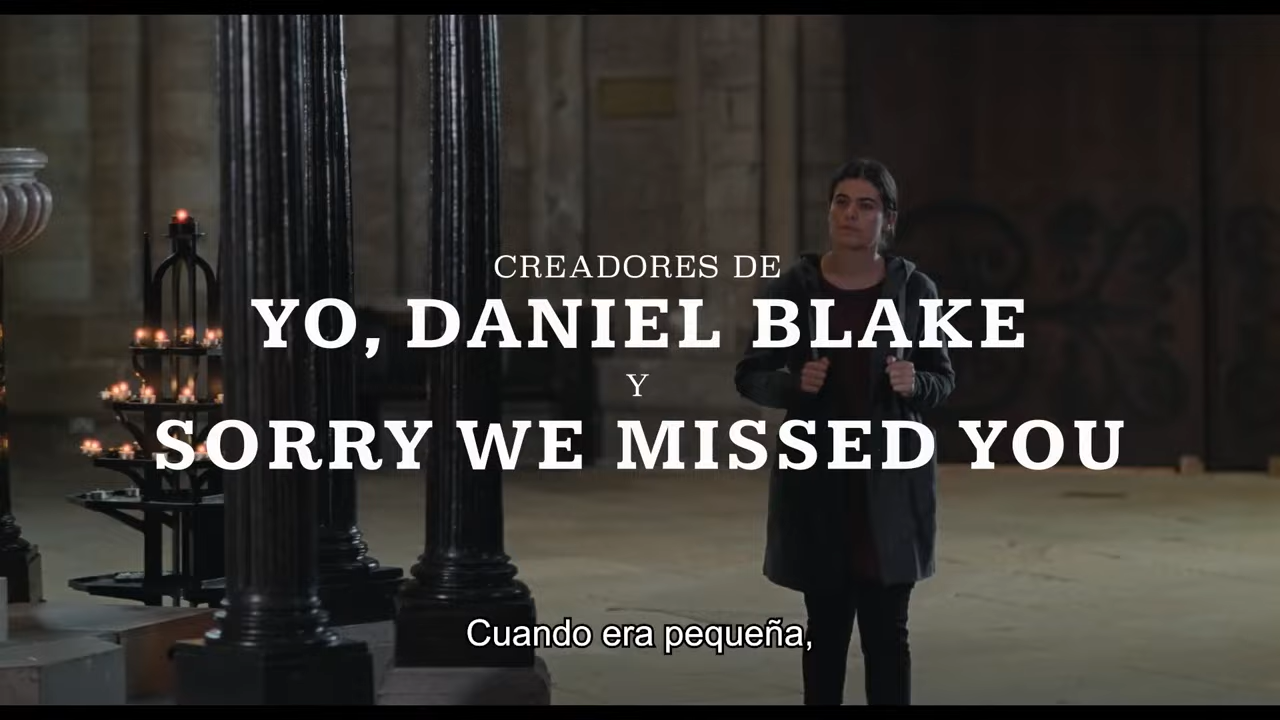 CREADORES DE
YO, DANIEL BLAKE
Y
SORRY WE MISSED YOU
Cuando era pequeña,